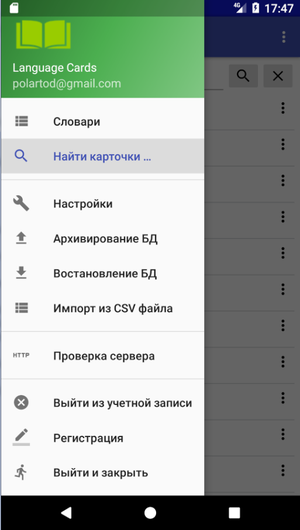 4G 17:47
Language Cards
polartod@gmail.com
Словари
Найти карточки ...
Настройки
Архивирование БД
Востановление БД
Импорт из CSV файла
HTTP Проверка сервера
Выйти из учетной записи
Регистрация
Выйти и закрыть